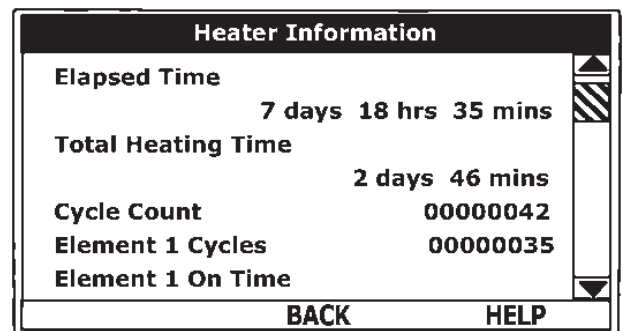 Heater Information
Elapsed Time
7 days 18 hrs 35 mins
Total Heating Time
2 days 46 mins
Cycle Count 00000042
Element 1 Cycles 00000035
Element 1 On Time
BACK HELP